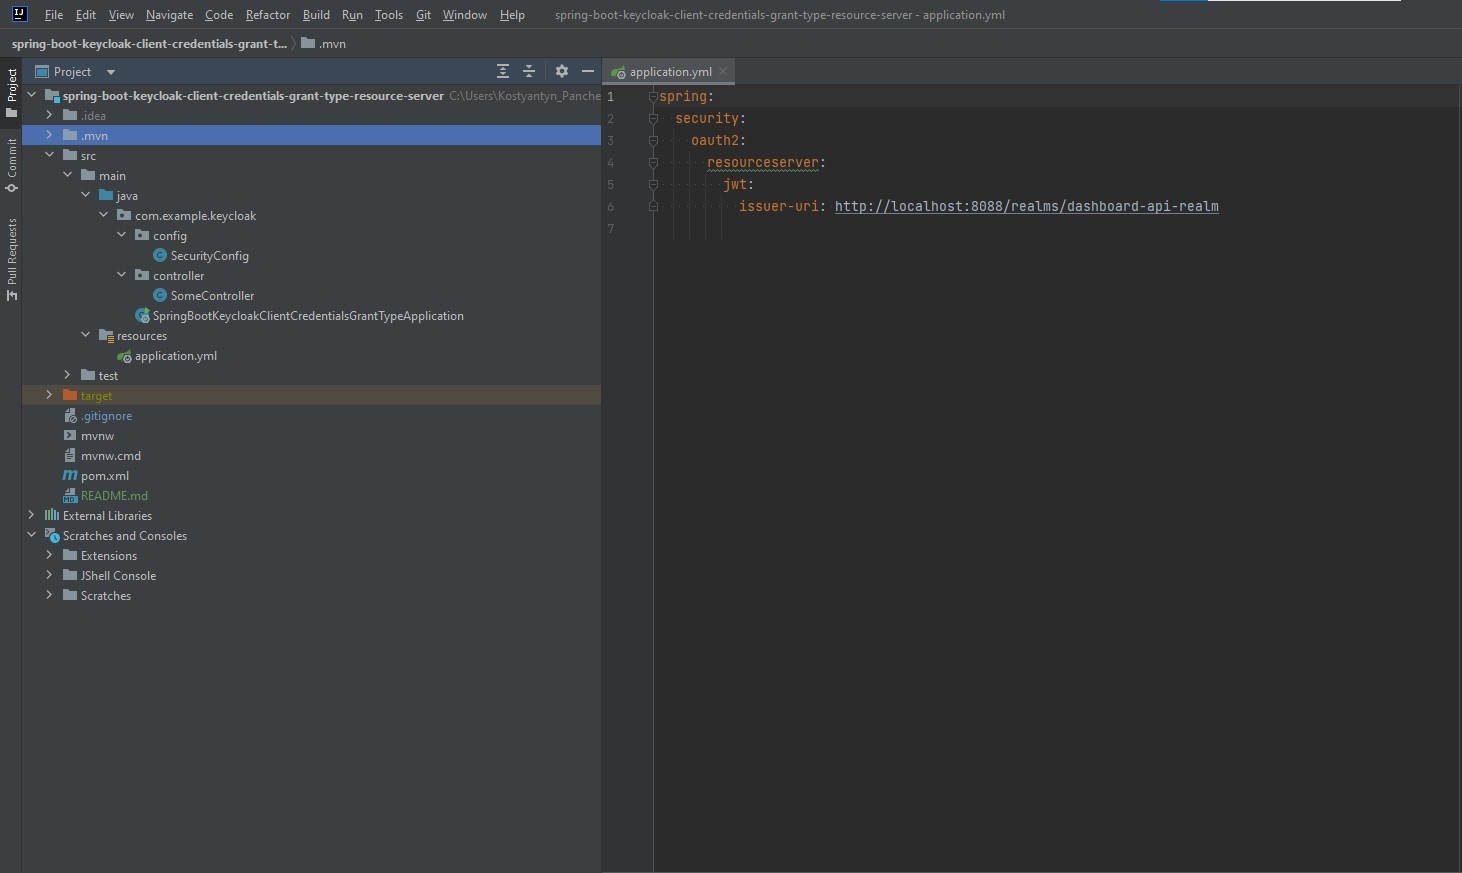 IJ File Edit View Navigate Code Refactor Build Run Tools Git Window Help spring-boot-keycloak-client-credentials-grant-type-resource-server - application.yml
spring-boot-keycloak-client-credentials-grant-t... .mvn
Project
Commit
Pull Requests
Project
spring-boot-keycloak-client-credentials-grant-type-resource-server C:\Users\Kostyantyn_Panche
.idea
.mvn
src
main
java
com.example.keycloak
config
SecurityConfig
controller
SomeController
SpringBootKeycloakClientCredentialsGrantTypeApplication
resources
application.yml
test
target
.gitignore
mvnw
mvnw.cmd
pom.xml
README.md
External Libraries
Scratches and Consoles
Extensions
JShell Console
Scratches
application.yml
1 spring:
2 security:
3 oauth2:
4 resourceserver:
5 jwt:
6 issuer-uri: http://localhost:8088/realms/dashboard-api-realm
7